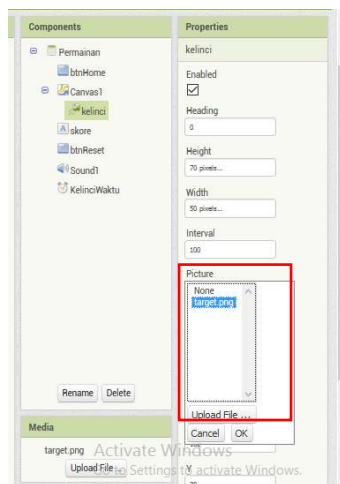 Components
Permainan
btnHome
Canvas1
kelinci
skore
btnReset
Sound1
KelinciWaktu
Rename Delete
Media
target.png
Upload File ...
Properties
kelinci
Enabled
Heading
0
Height
70 pixels...
Width
50 pixels...
Interval
100
Picture
None
target.png
Upload File ...
Cancel OK
Y
Activate Windows
Go to Settings to activate Windows.